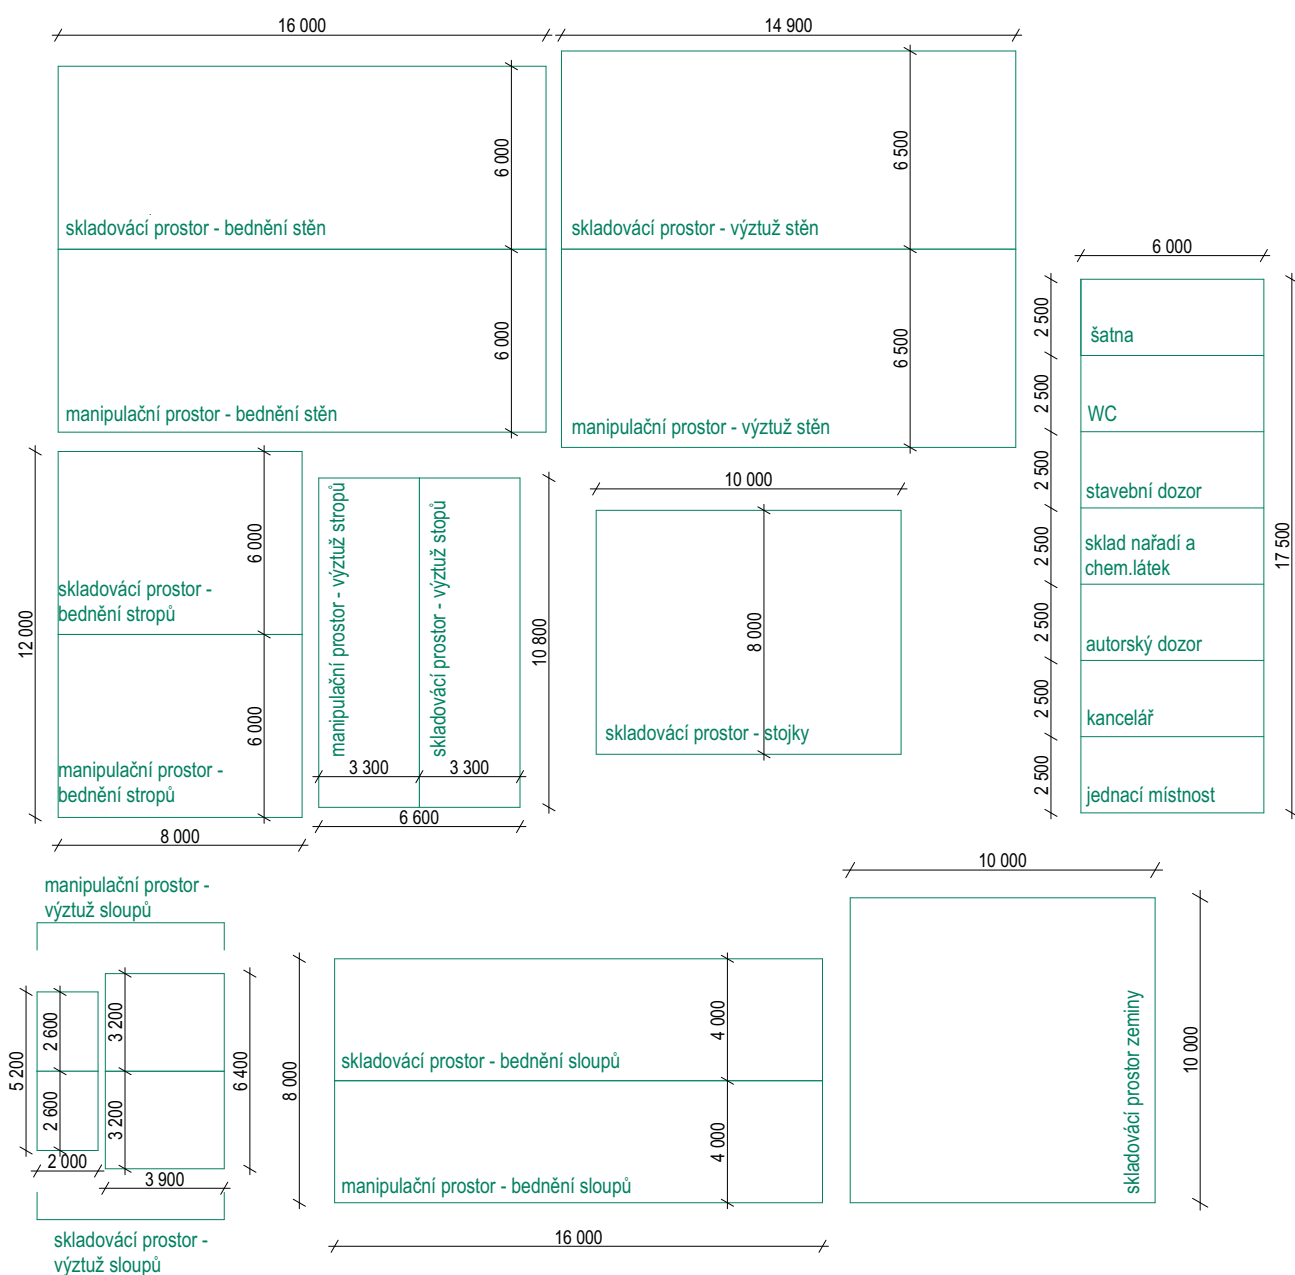 16 000
14 900
6 000
6 500
skladovácí prostor - bednění stěn
skladovácí prostor - výztuž stěn
6 000
6 500
manipulační prostor - bednění stěn
manipulační prostor - výztuž stěn
6 000
2 500
šatna
2 500
WC
2 500
stavební dozor
2 500
sklad nařadí a
chem.látek
2 500
autorský dozor
2 500
kancelář
2 500
jednací místnost
17 500
12 000
6 000
skladovácí prostor -
bednění stropů
6 000
manipulační prostor -
bednění stropů
8 000
manipulační prostor - výztuž stropů
skladovácí prostor - výztuž stopů
3 300
3 300
6 600
10 800
10 000
8 000
skladovácí prostor - stojky
manipulační prostor -
výztuž sloupů
5 200
2 600
2 600
2 000
3 200
3 200
6 400
3 900
skladovácí prostor -
výztuž sloupů
8 000
4 000
skladovácí prostor - bednění sloupů
4 000
manipulační prostor - bednění sloupů
16 000
10 000
skladovácí prostor zeminy
10 000